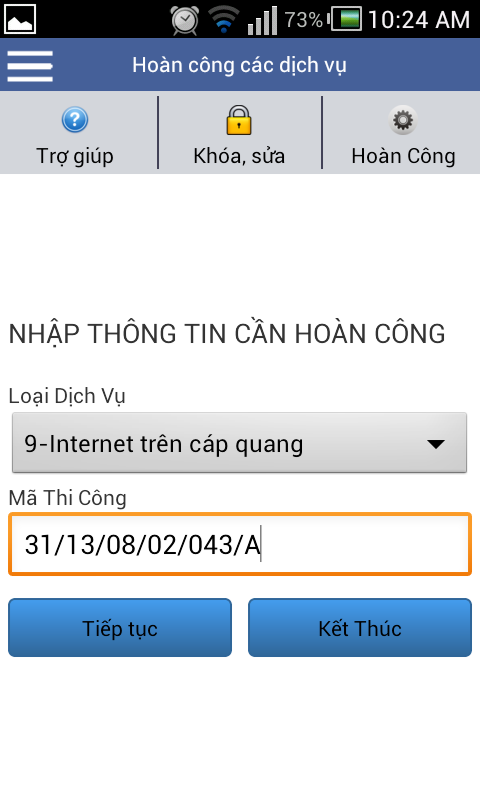 73% 10:24 AM
Hoàn công các dịch vụ
Trợ giúp Khóa, sửa Hoàn Công
NHẬP THÔNG TIN CẦN HOÀN CÔNG
Loại Dịch Vụ
9-Internet trên cáp quang
Mã Thi Công
31/13/08/02/043/A
Tiếp tục Kết Thúc